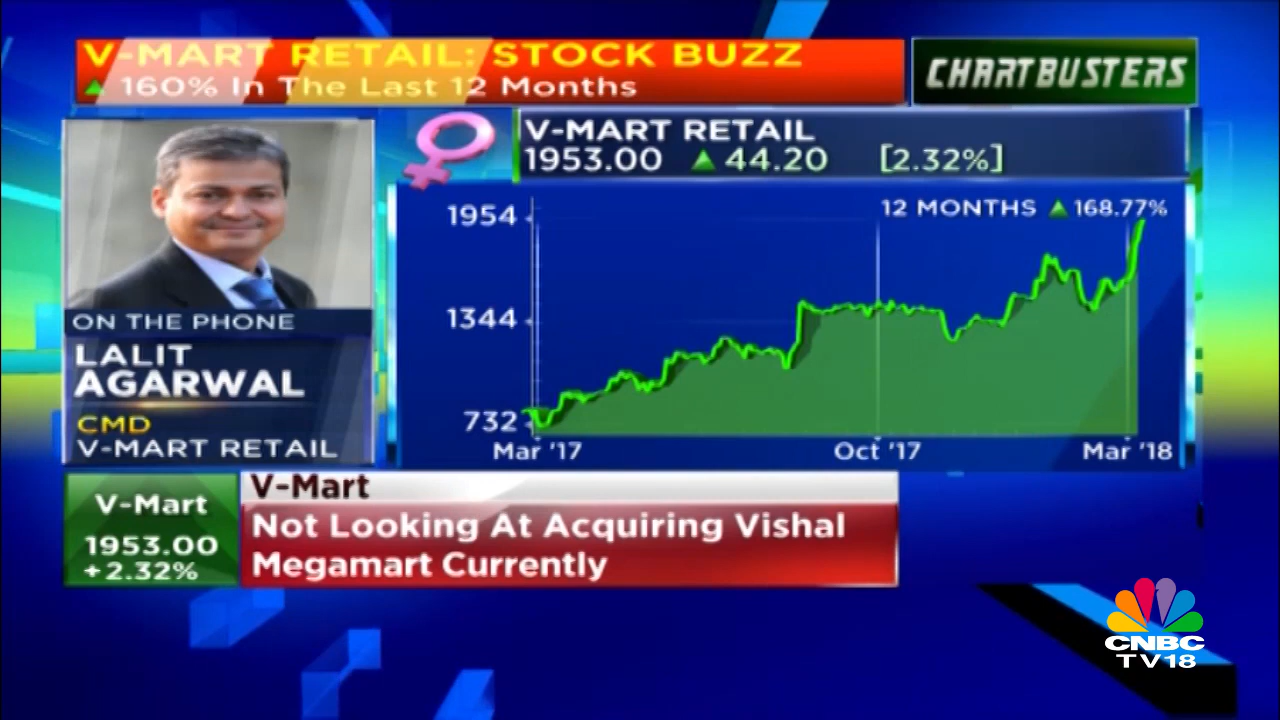 V-MART RETAIL: STOCK BUZZ
▲ 160% In The Last 12 Months
CHARTBUSTERS
V-MART RETAIL
1953.00 ▲ 44.20 [2.32%]
12 MONTHS ▲ 168.77%
1954
1344
732
Mar '17 Oct '17 Mar '18
ON THE PHONE
LALIT
AGARWAL
CMD
V-MART RETAIL
V-Mart
1953.00
+2.32%
V-Mart
Not Looking At Acquiring Vishal
Megamart Currently
CNBC
TV18